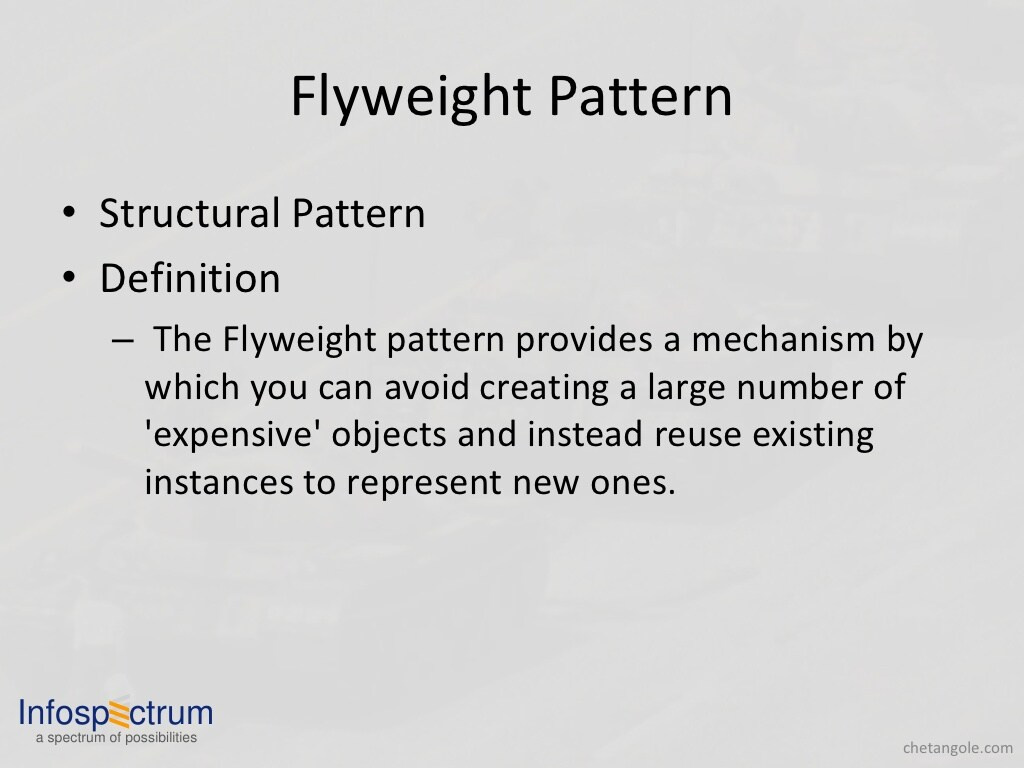 Flyweight Pattern
• Structural Pattern
• Definition
– The Flyweight pattern provides a mechanism by
which you can avoid creating a large number of
'expensive' objects and instead reuse existing
instances to represent new ones.
Infospectrum
a spectrum of possibilities
chetangole.com